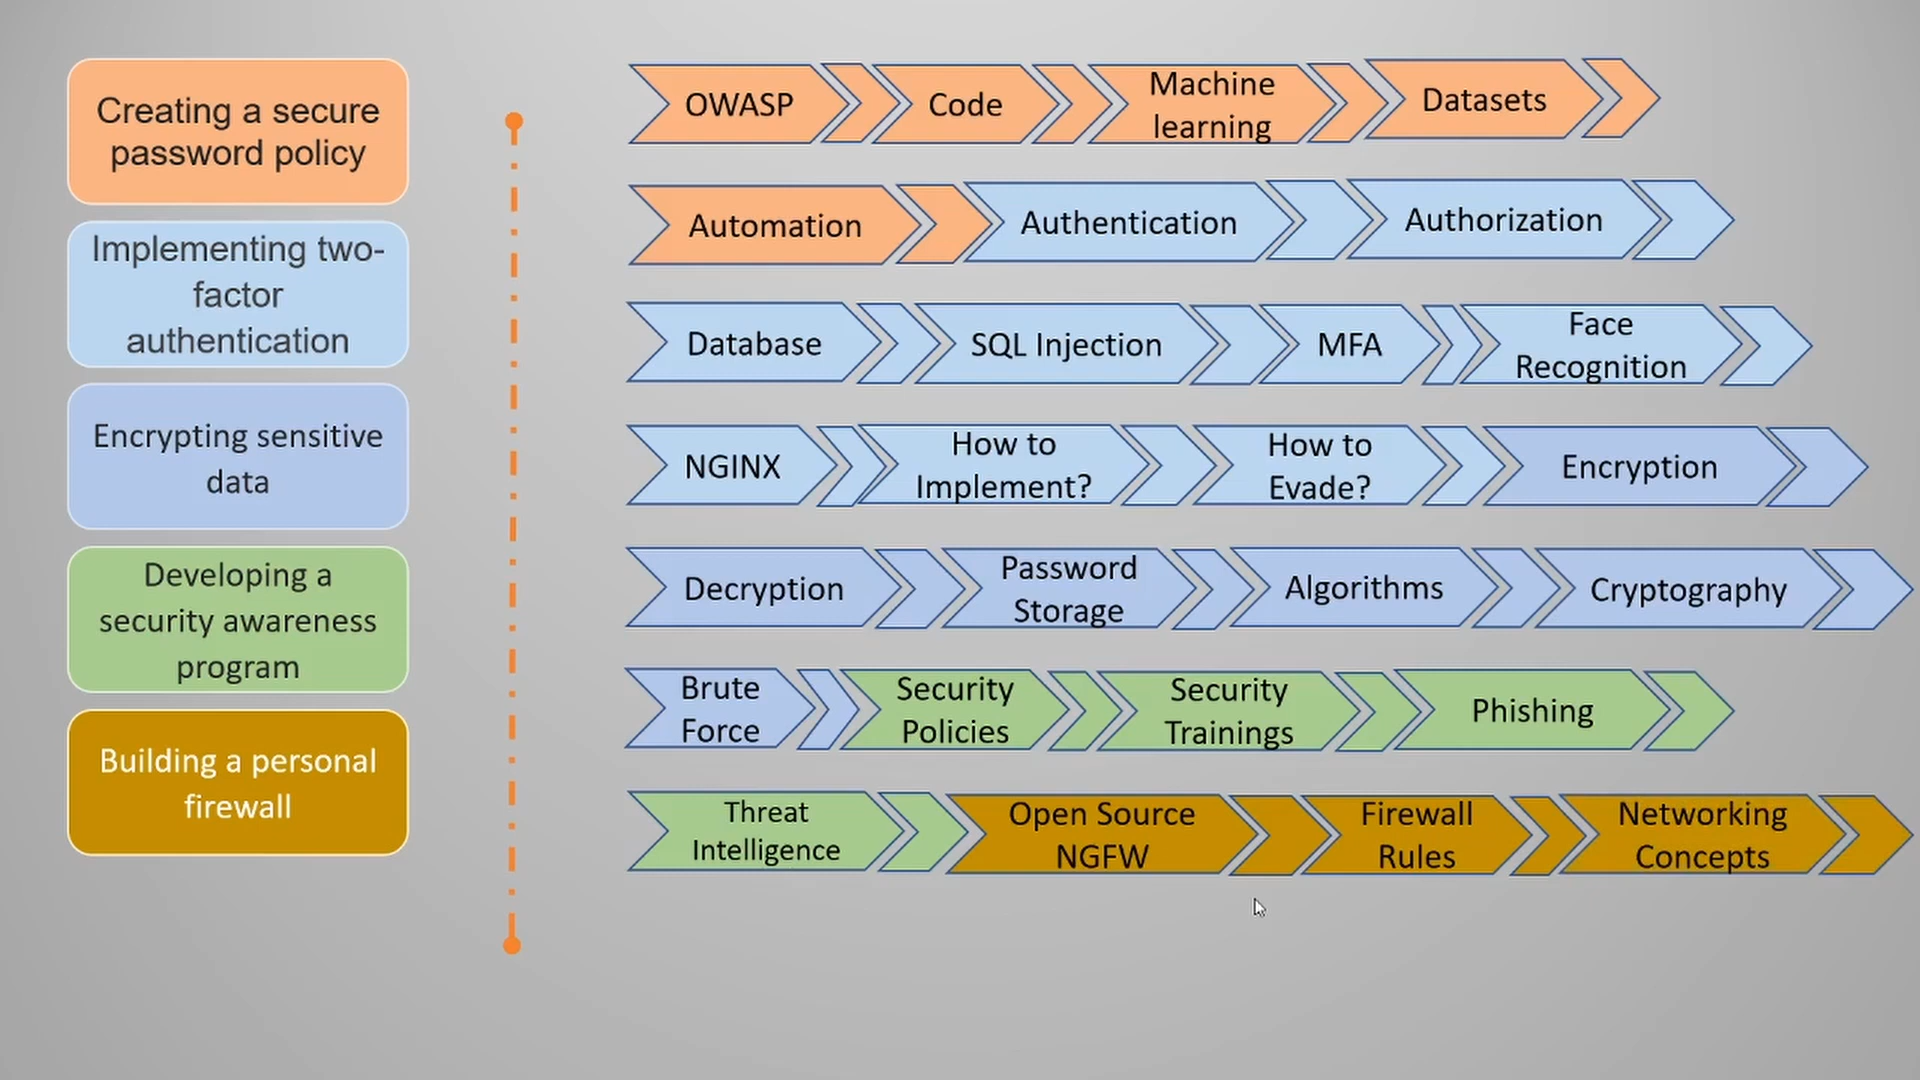 Creating a secure
password policy
Implementing two-
factor
authentication
Encrypting sensitive
data
Developing a
security awareness
program
Building a personal
firewall
OWASP
Code
Machine
learning
Datasets
Automation
Authentication
Authorization
Database
SQL Injection
MFA
Face
Recognition
NGINX
How to
Implement?
How to
Evade?
Encryption
Decryption
Password
Storage
Algorithms
Cryptography
Brute
Force
Security
Policies
Security
Trainings
Phishing
Threat
Intelligence
Open Source
NGFW
Firewall
Rules
Networking
Concepts